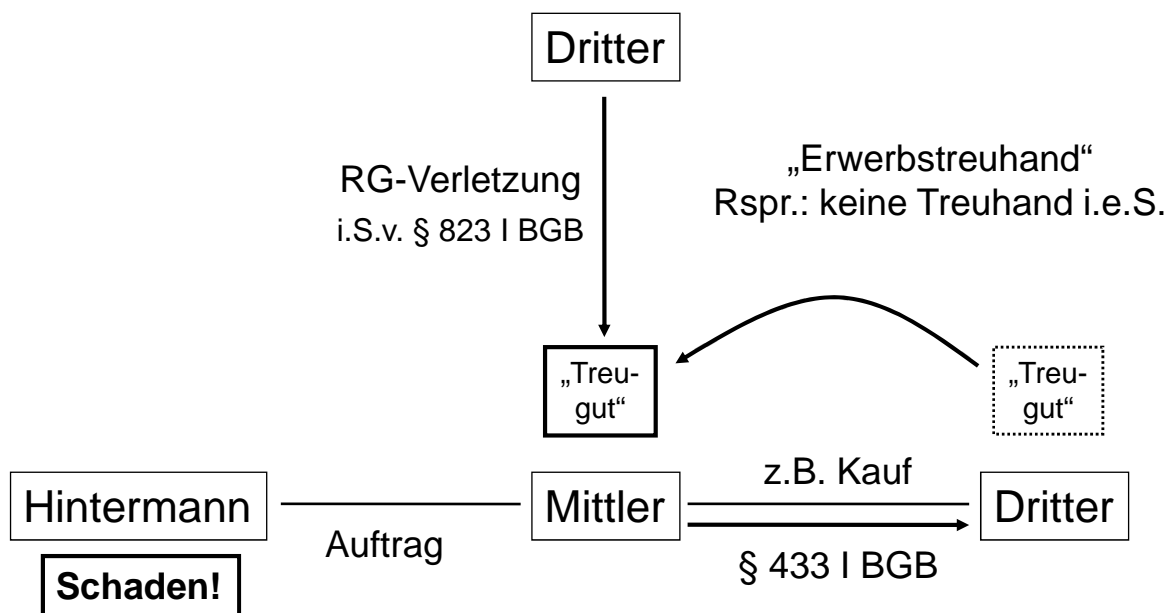 Dritter
RG-Verletzung
i.S.v. § 823 I BGB
„Erwerbstreuhand“
Rspr.: keine Treuhand i.e.S.
„Treu-
gut“
„Treu-
gut“
Hintermann
Auftrag
Mittler
z.B. Kauf
§ 433 I BGB
Dritter
Schaden!